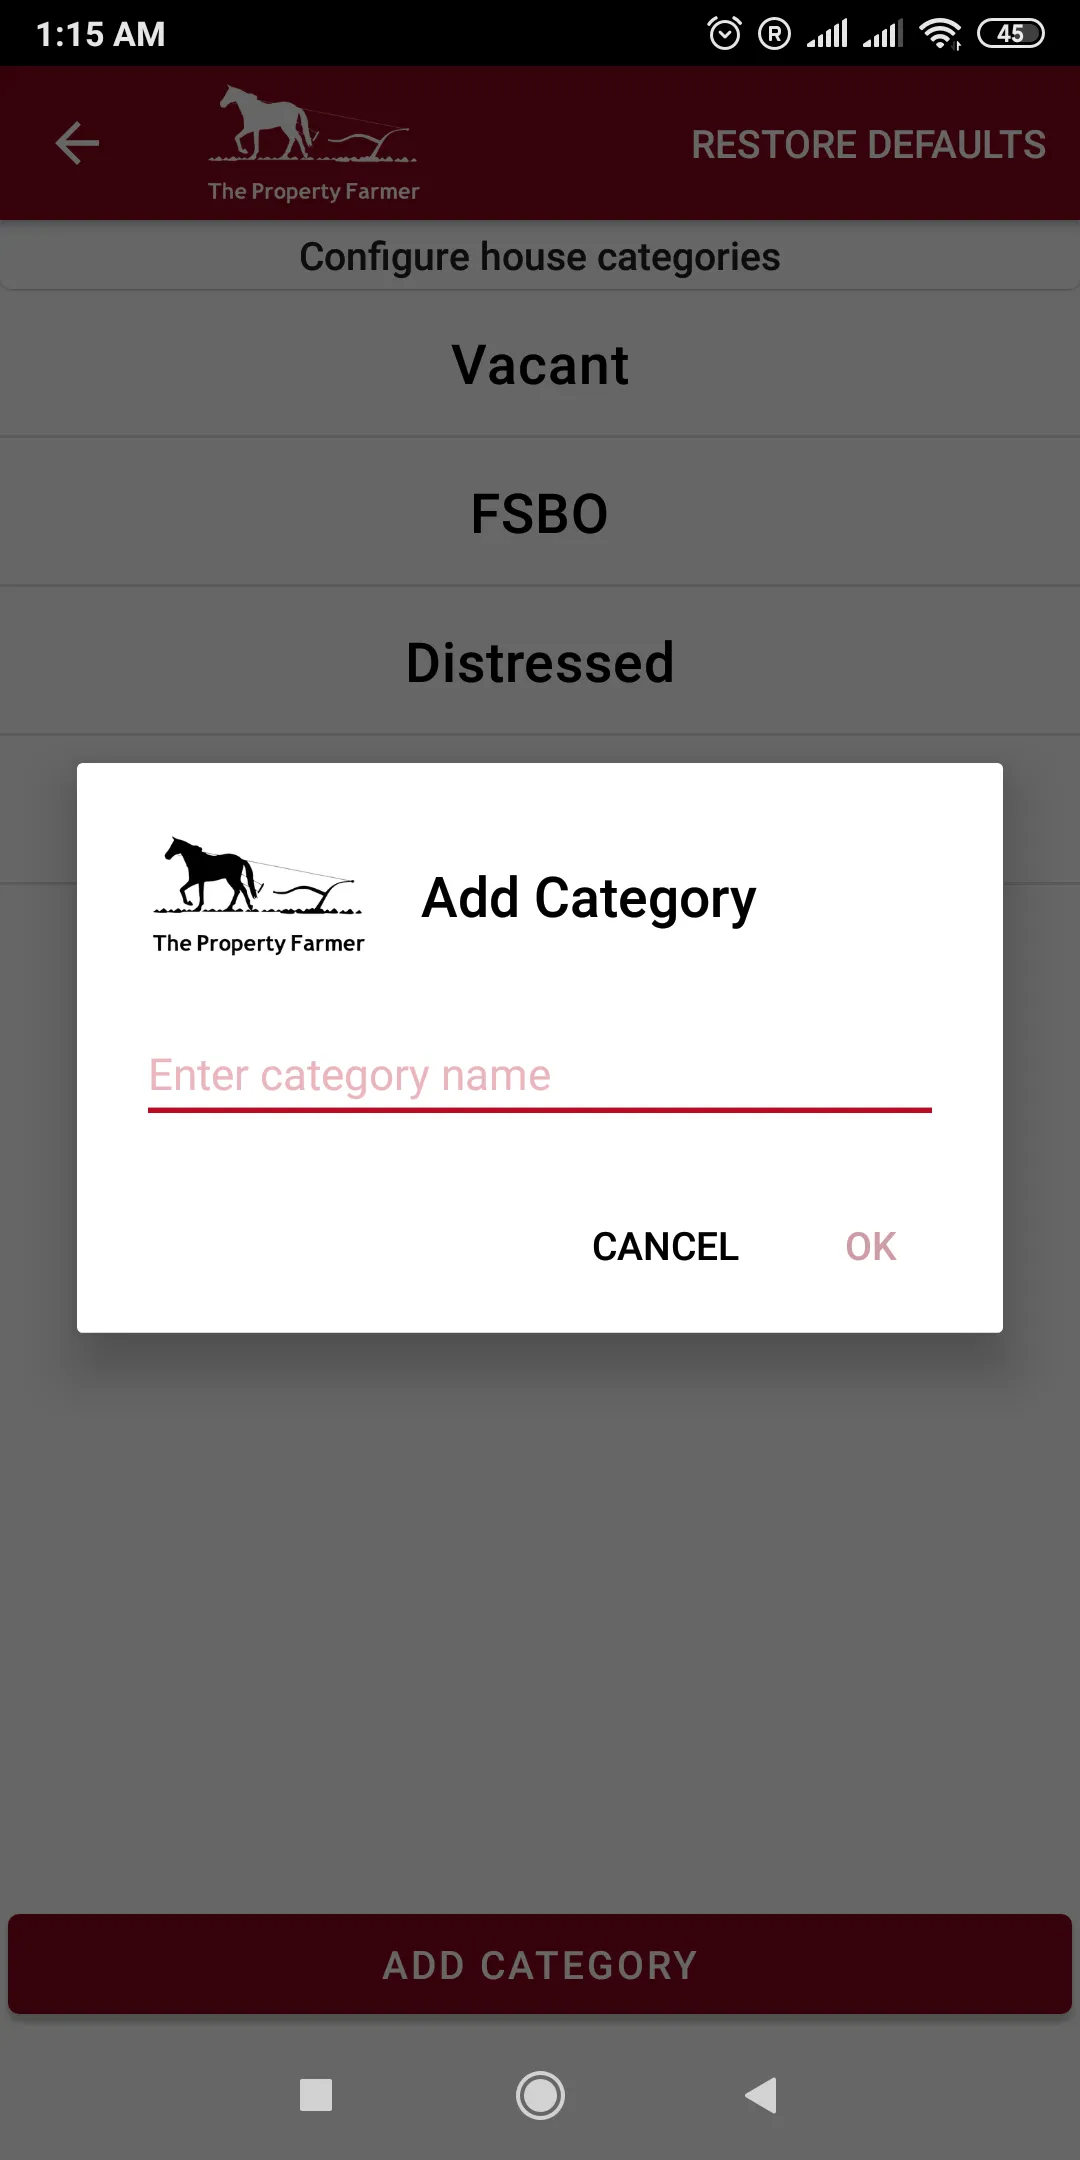 1:15 AM
R
45
The Property Farmer
RESTORE DEFAULTS
Configure house categories
Vacant
FSBO
Distressed
The Property Farmer
Add Category
Enter category name
CANCEL
OK
ADD CATEGORY